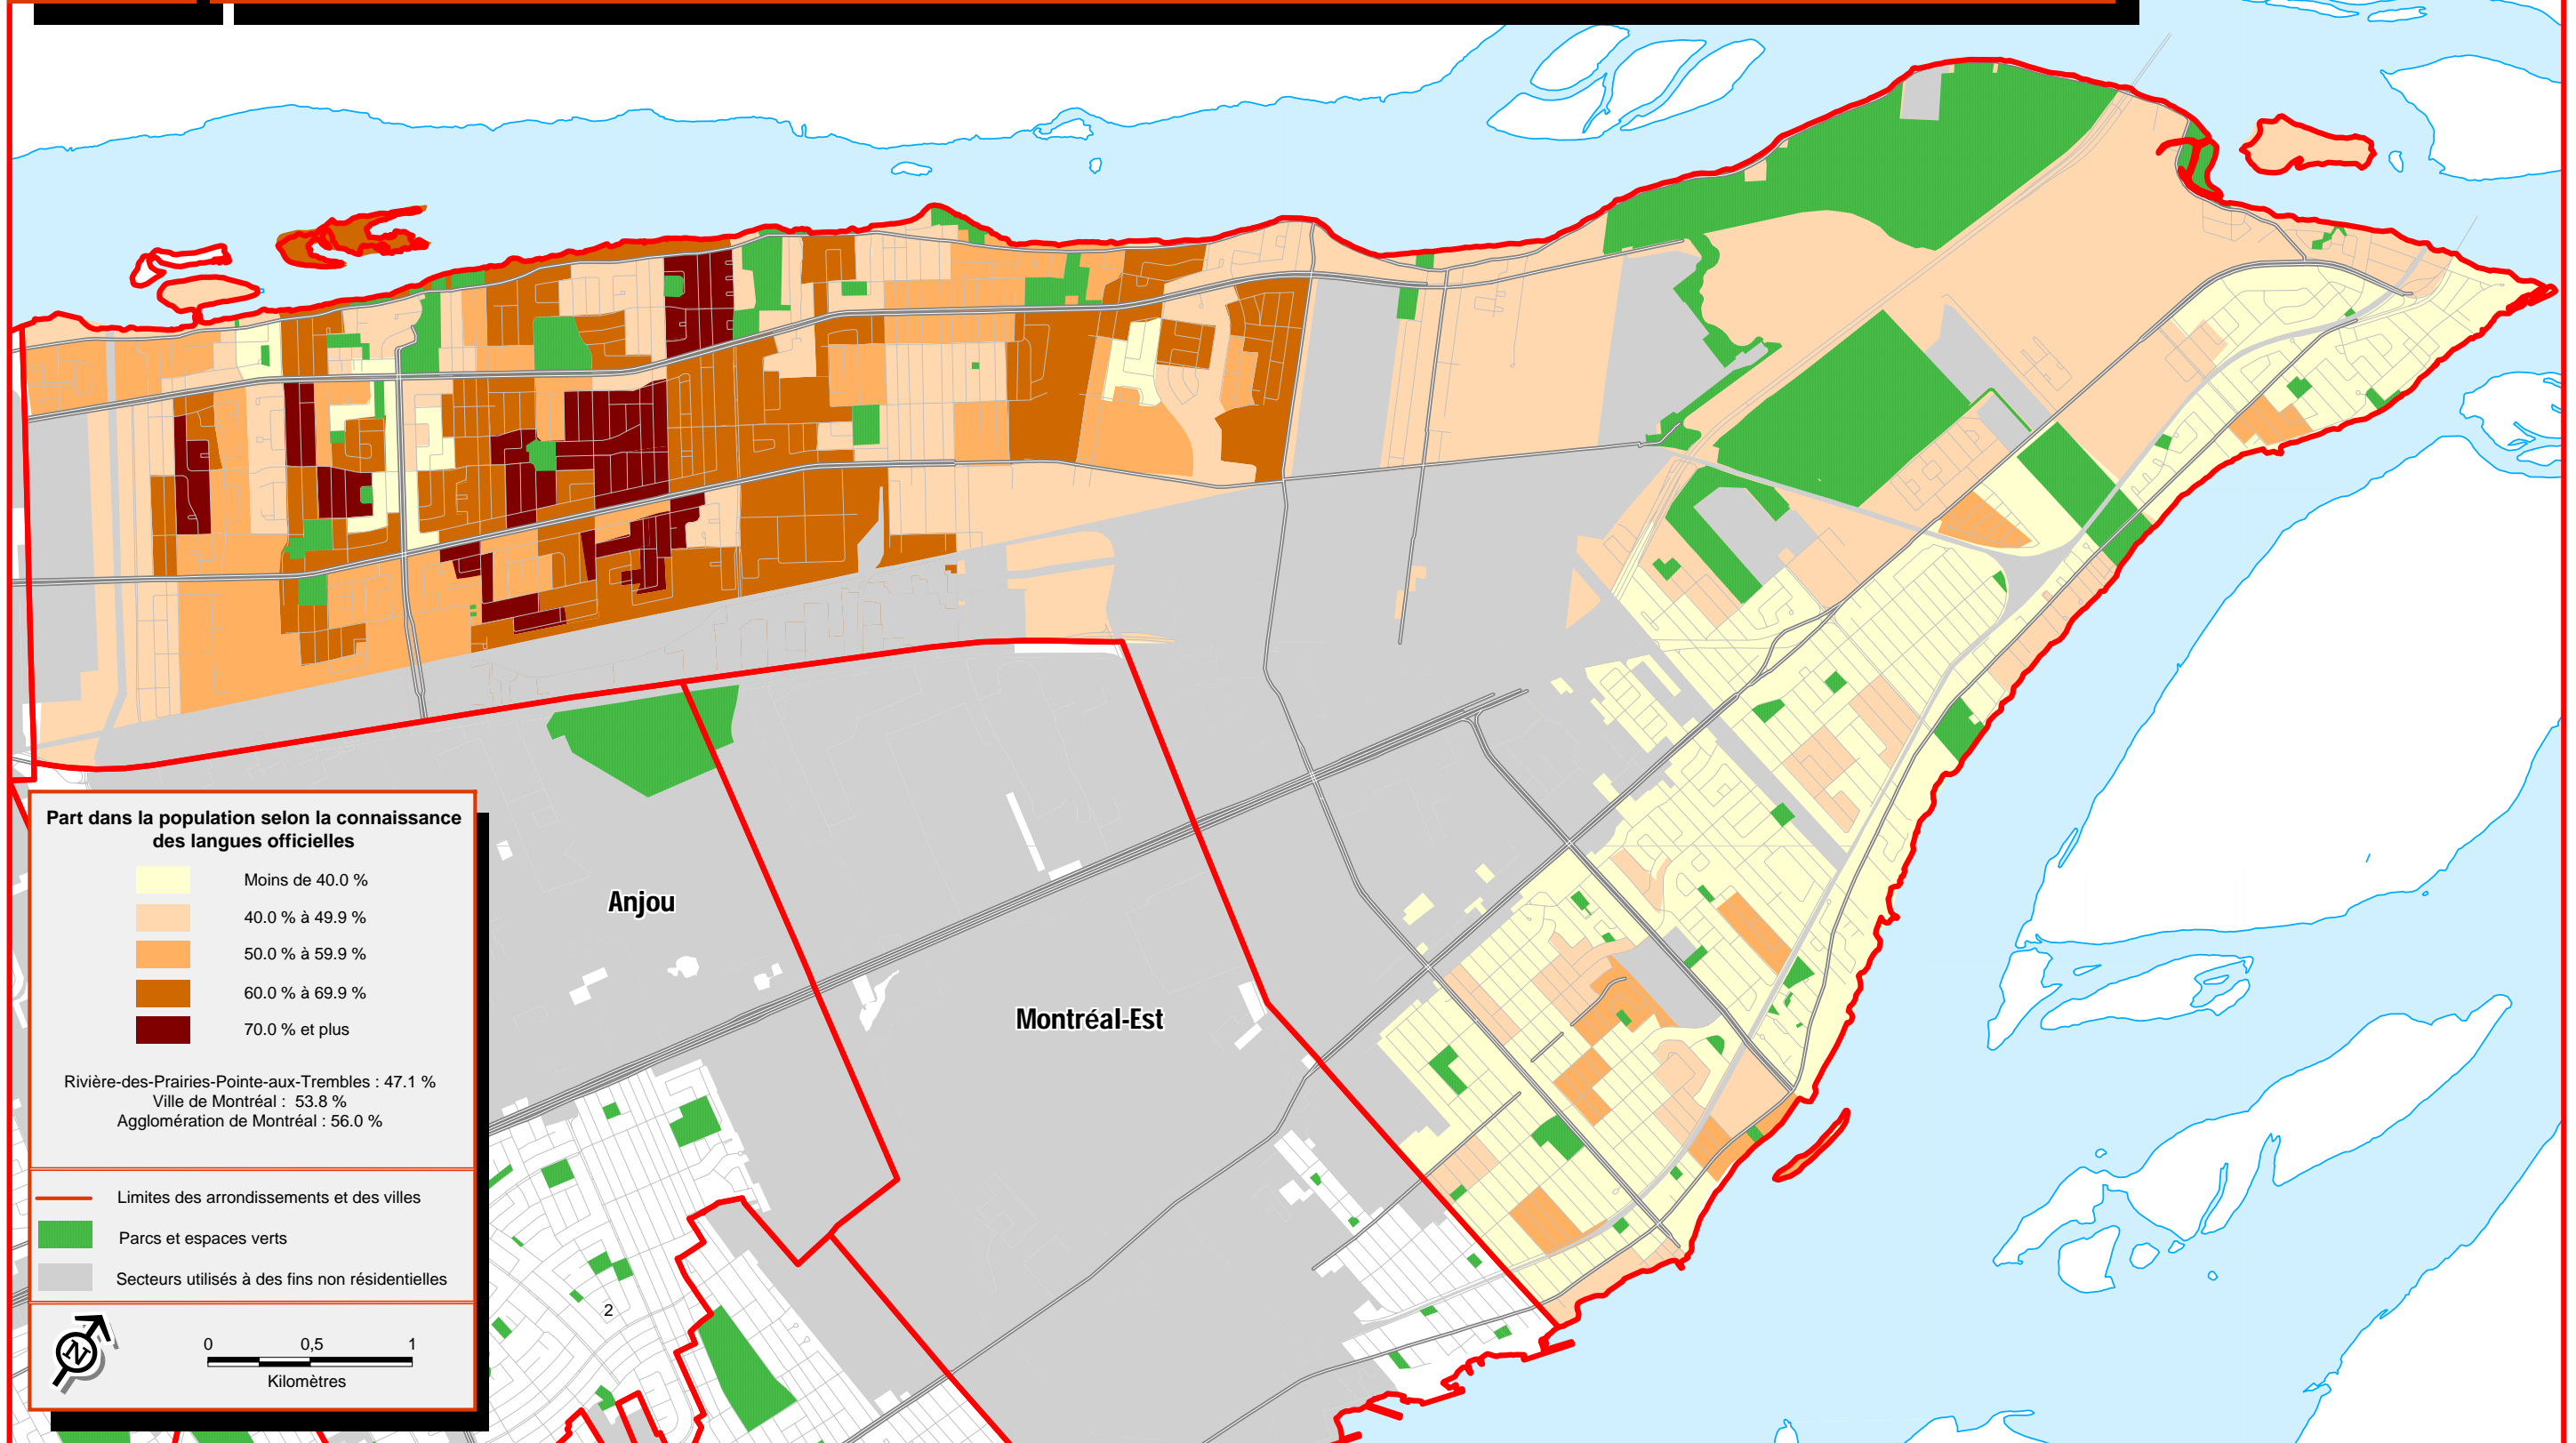 Anjou
Montréal-Est
Part dans la population selon la connaissance
des langues officielles
Moins de 40.0 %
40.0 % à 49.9 %
50.0 % à 59.9 %
60.0 % à 69.9 %
70.0 % et plus
Rivière-des-Prairies-Pointe-aux-Trembles : 47.1 %
Ville de Montréal : 53.8 %
Agglomération de Montréal : 56.0 %
Limites des arrondissements et des villes
Parcs et espaces verts
Secteurs utilisés à des fins non résidentielles
N
0 0,5 1
Kilomètres
2